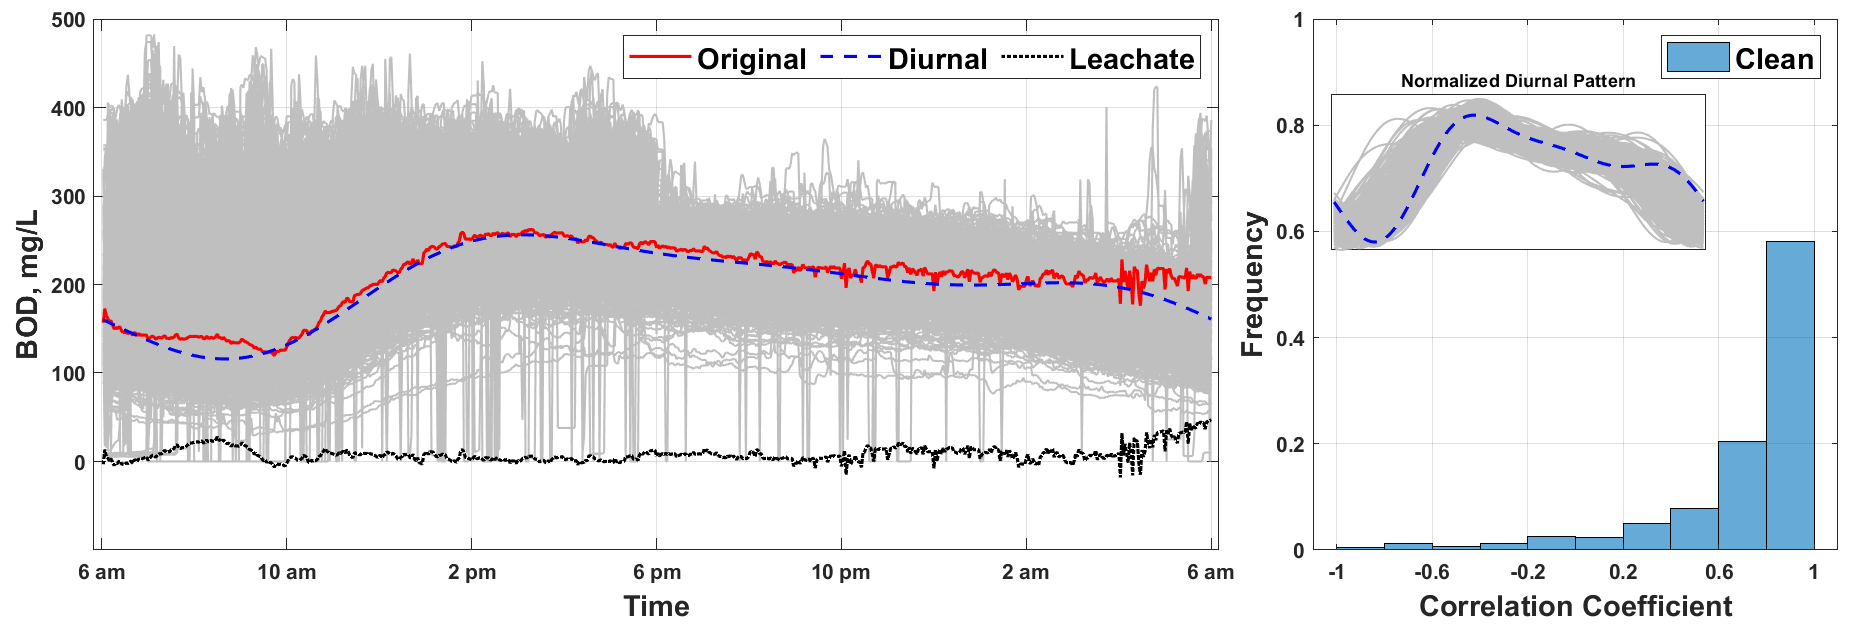 500
400
300
200
100
0
BOD, mg/L
Original Diurnal Leachate
6 am 10 am 2 pm 6 pm 10 pm 2 am 6 am
Time
1
0.8
0.6
0.4
0.2
0
Frequency
Clean
Normalized Diurnal Pattern
-1 -0.6 -0.2 0.2 0.6 1
Correlation Coefficient